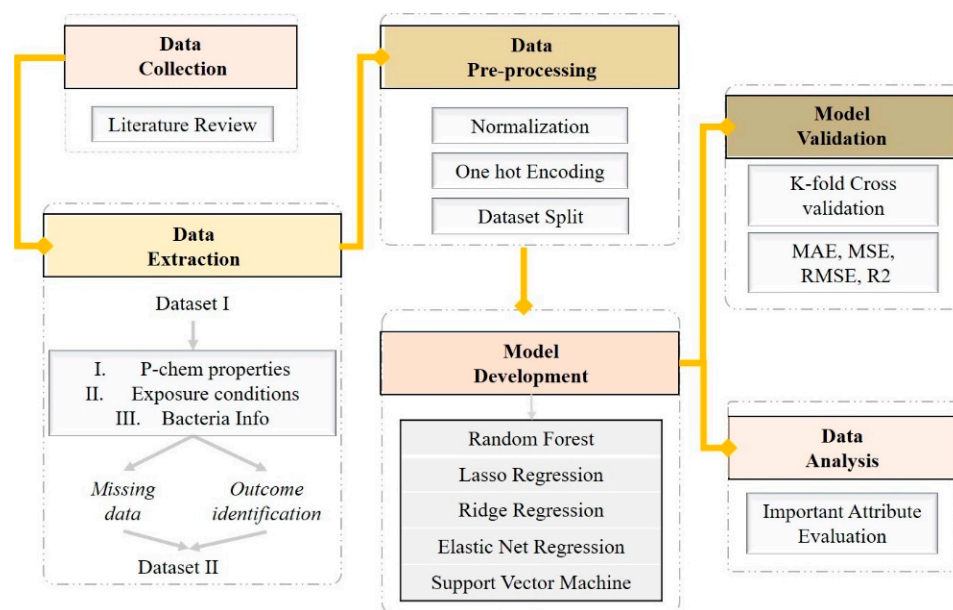 Data
Collection
Literature Review
Data
Extraction
Dataset I
I. P-chem properties
II. Exposure conditions
III. Bacteria Info
Missing
data
Outcome
identification
Dataset II
Data
Pre-processing
Normalization
One hot Encoding
Dataset Split
Model
Development
Random Forest
Lasso Regression
Ridge Regression
Elastic Net Regression
Support Vector Machine
Model
Validation
K-fold Cross
validation
MAE, MSE,
RMSE, R2
Data
Analysis
Important Attribute
Evaluation